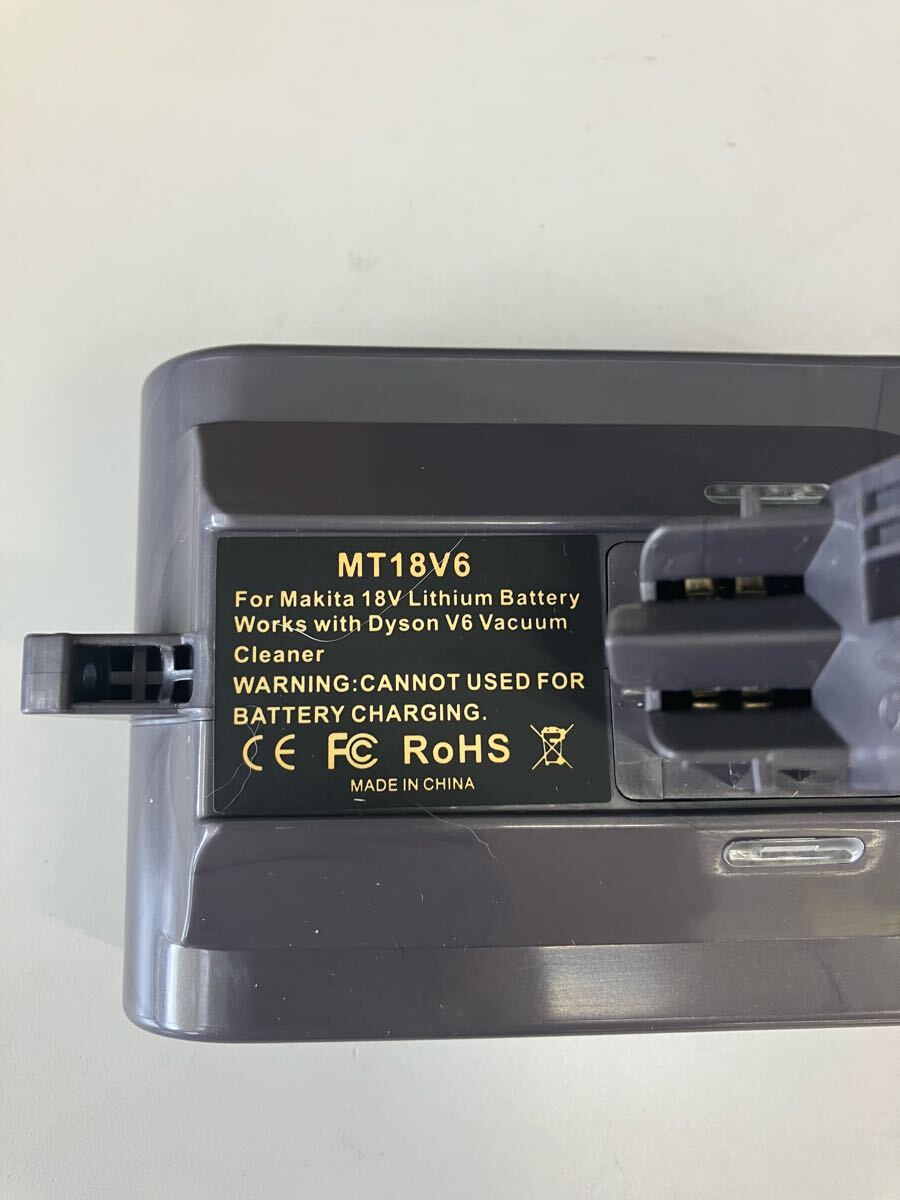 MT18V6
For Makita 18V Lithium Battery
Works with Dyson V6 Vacuum
Cleaner
WARNING:CANNOT USED FOR
BATTERY CHARGING.
CE FC RoHS
MADE IN CHINA